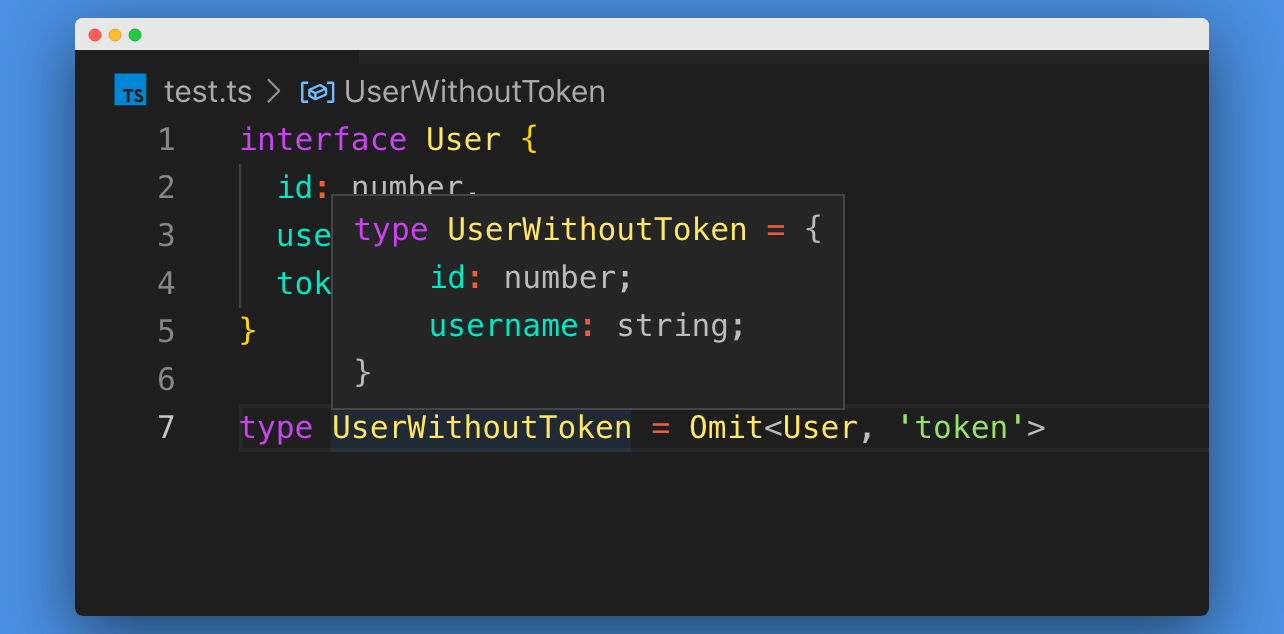 TS test.ts > UserWithoutToken
1 interface User {
2 id: number,
3 use
4 tok
5 }
6
7 type UserWithoutToken = Omit<User, 'token'>
type UserWithoutToken = {
id: number;
username: string;
}